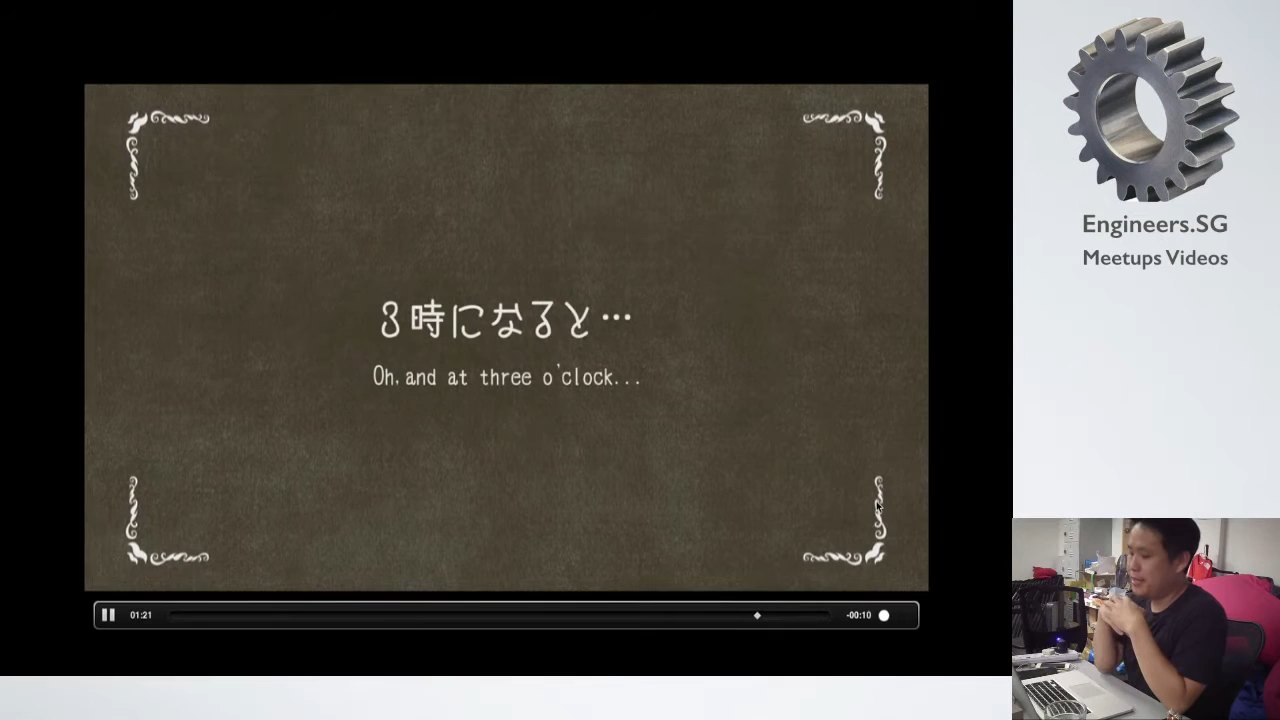 3時になると…
Oh, and at three o'clock...
01:21
-00:10
Engineers.SG
Meetups Videos